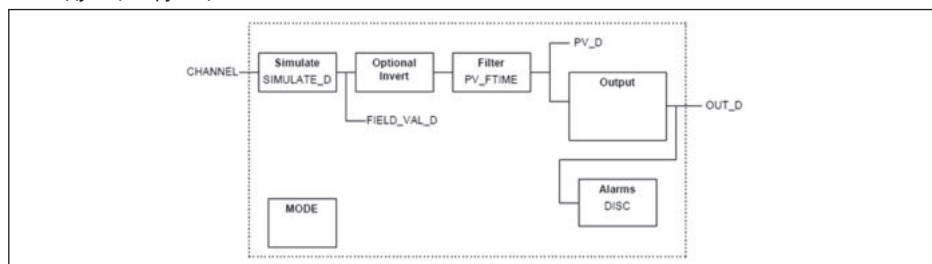 PV_D
Simulate
SIMULATE_D
Optional
Invert
Filter
PV_FTIME
Output
CHANNEL
OUT_D
FIELD_VAL_D
Alarms
DISC
MODE